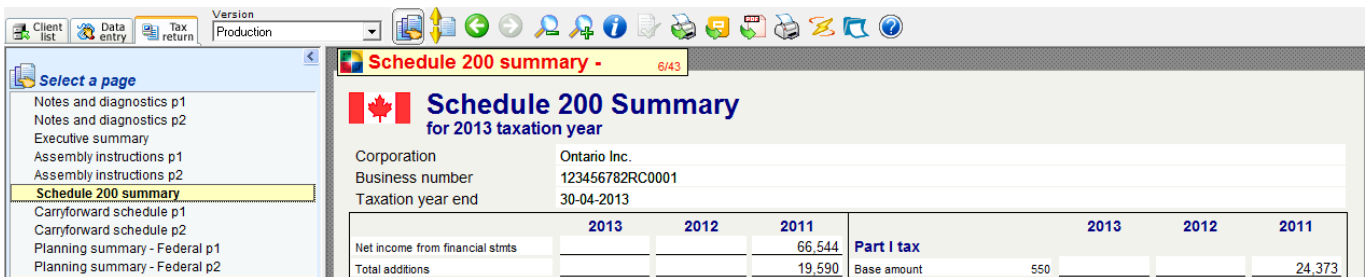 Version
Client list
Data entry
Tax return
Production
PDF
Select a page
Notes and diagnostics p1
Notes and diagnostics p2
Executive summary
Assembly instructions p1
Assembly instructions p2
Schedule 200 summary
Carryforward schedule p1
Carryforward schedule p2
Planning summary - Federal p1
Planning summary - Federal p2
Schedule 200 summary - 6/43
Schedule 200 Summary
for 2013 taxation year
Corporation Ontario Inc.
Business number 123456782RC0001
Taxation year end 30-04-2013
2013 2012 2011 2013 2012 2011
Net income from financial stmts 66,544 Part I tax
Total additions 19,590 Base amount 550 24,373